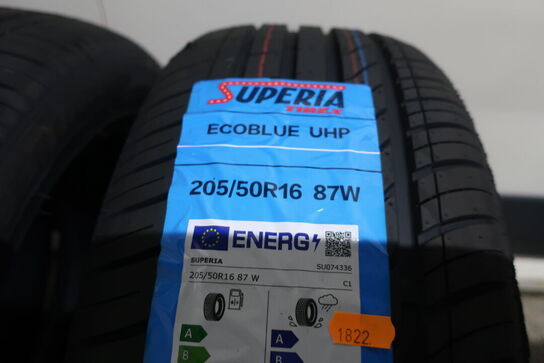 SUPERIA
TIRES
ECOBLUE UHP
205/50R16 87W
ENERG
SUPERIA SU074336
205/50R16 87 W C1
A A
B B
1822